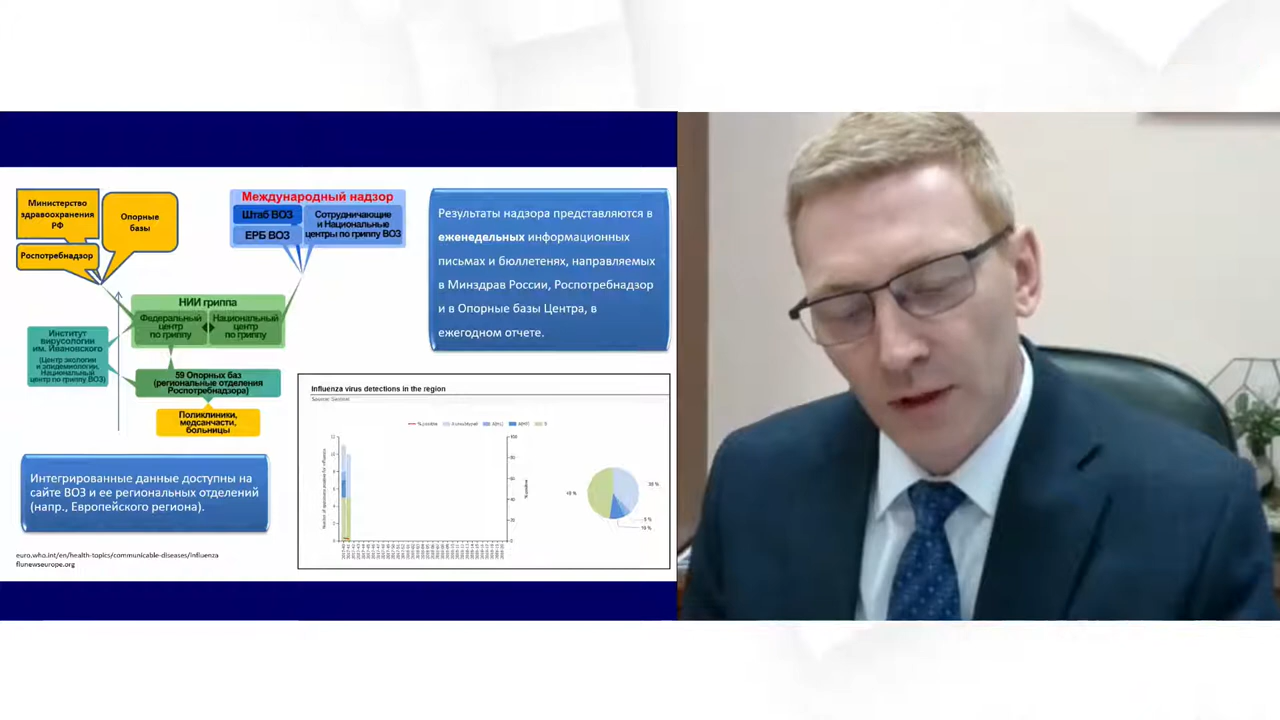 Министерство
здравоохранения
РФ
Опорные
базы
Роспотребнадзор
Международный надзор
Штаб ВОЗ
ЕРБ ВОЗ
Сотрудничающие
и Национальные
центры по гриппу ВОЗ
НИИ гриппа
Федеральный
центр
по гриппу
Национальный
центр
по гриппу
Институт
вирусологии
им. Ивановского
(Центр экологии
и эпидемиологии,
Национальный
центр по гриппу ВОЗ)
59 Опорных баз
(региональные отделения
Роспотребнадзора)
Поликлиники,
медсанчасти,
больницы
Результаты надзора представляются в
еженедельных информационных
письмах и бюллетенях, направляемых
в Минздрав России, Роспотребнадзор
и в Опорные базы Центра, в
ежегодном отчете.
Интегрированные данные доступны на
сайте ВОЗ и ее региональных отделений
(напр., Европейского региона).
euro.who.int/en/health-topics/communicable-diseases/influenza
flunewseurope.org
Influenza virus detections in the region
% positive